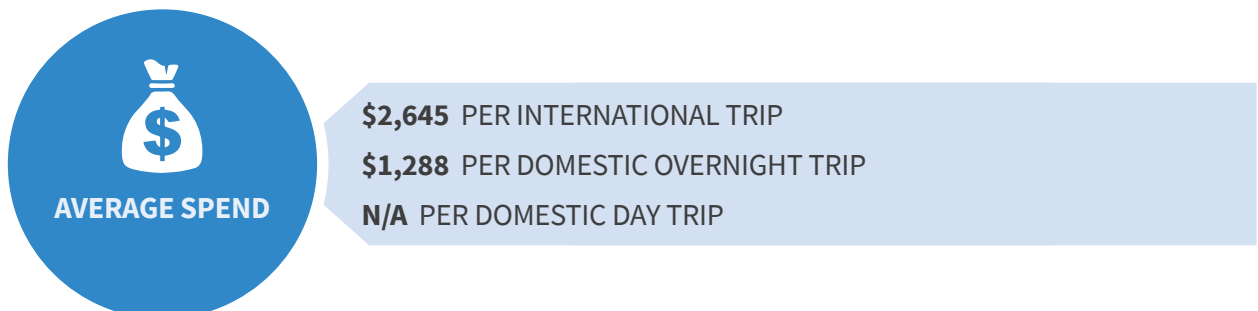 $
AVERAGE SPEND
$2,645 PER INTERNATIONAL TRIP
$1,288 PER DOMESTIC OVERNIGHT TRIP
N/A PER DOMESTIC DAY TRIP